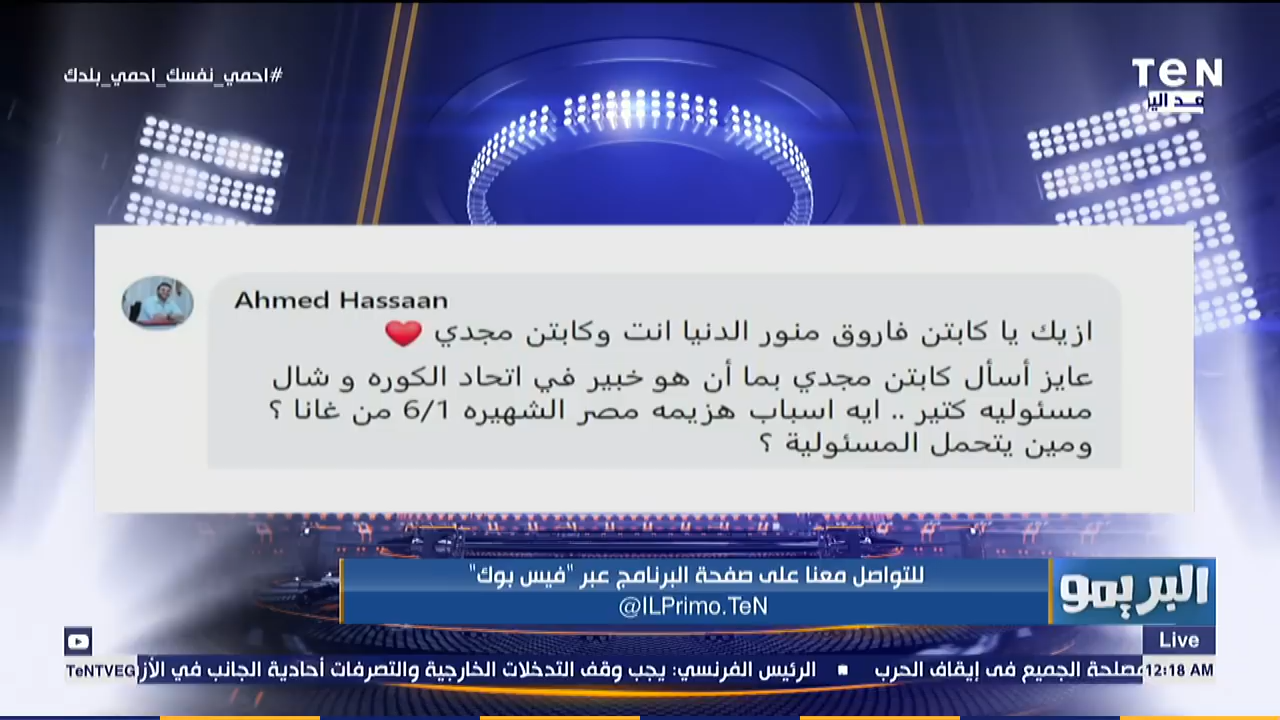 #احمي_نفسك_احمي_بلدك
TeN
Ahmed Hassaan
ازيك يا كابتن فاروق منور الدنيا انت وكابتن مجدي ❤️
عايز أسأل كابتن مجدي بما أن هو خبير في اتحاد الكوره و شال
مسئوليه كتير .. ايه اسباب هزيمه مصر الشهيره 6/1 من غانا ؟
ومين يتحمل المسئولية ؟
للتواصل معنا على صفحة البرنامج عبر "فيس بوك"
@ILPrimo.TeN
البريمو
Live
مصلحة الجميع فى إيقاف الحرب ■ الرئيس الفرنسي: يجب وقف التدخلات الخارجية والتصرفات أحادية الجانب في
12:18 AM
TeNTVEG